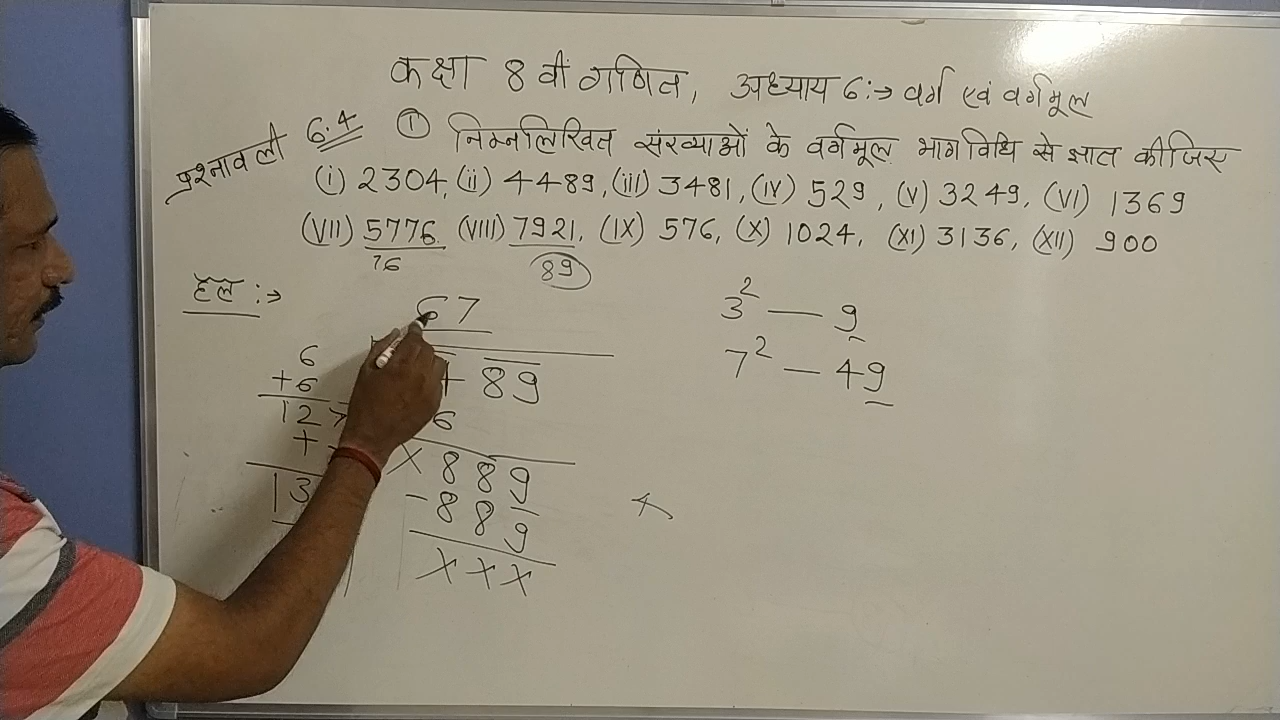 कक्षा 8 वीं गणित, अध्याय 6:→ वर्ग एवं वर्गमूल
प्रश्नावली 6.4 ① निम्नलिखित संख्याओं के वर्गमूल भागविधि से ज्ञात कीजिए
(i) 2304, (ii) 4489, (iii) 3481, (iv) 529, (v) 3249, (vi) 1369
(vii) 5776 (viii) 7921, (ix) 576, (x) 1024, (xi) 3136, (xii) 900
76 89
हल :→
67
3² — 9
7² — 49
6
+6
127
+
13
89
6
× 889
- 889
× × ×